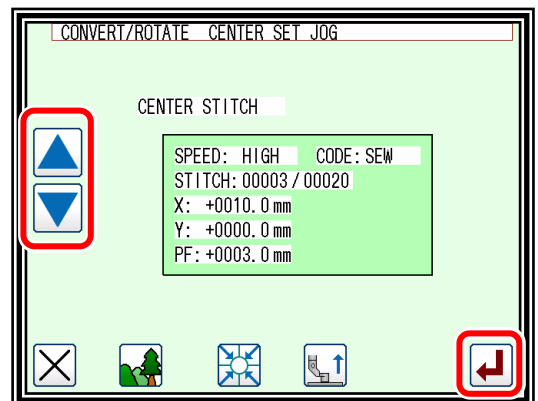 CONVERT/ROTATE CENTER SET JOG
CENTER STITCH
SPEED: HIGH CODE:SEW
STITCH:00003/00020
X: +0010.0mm
Y: +0000.0mm
PF:+0003.0mm